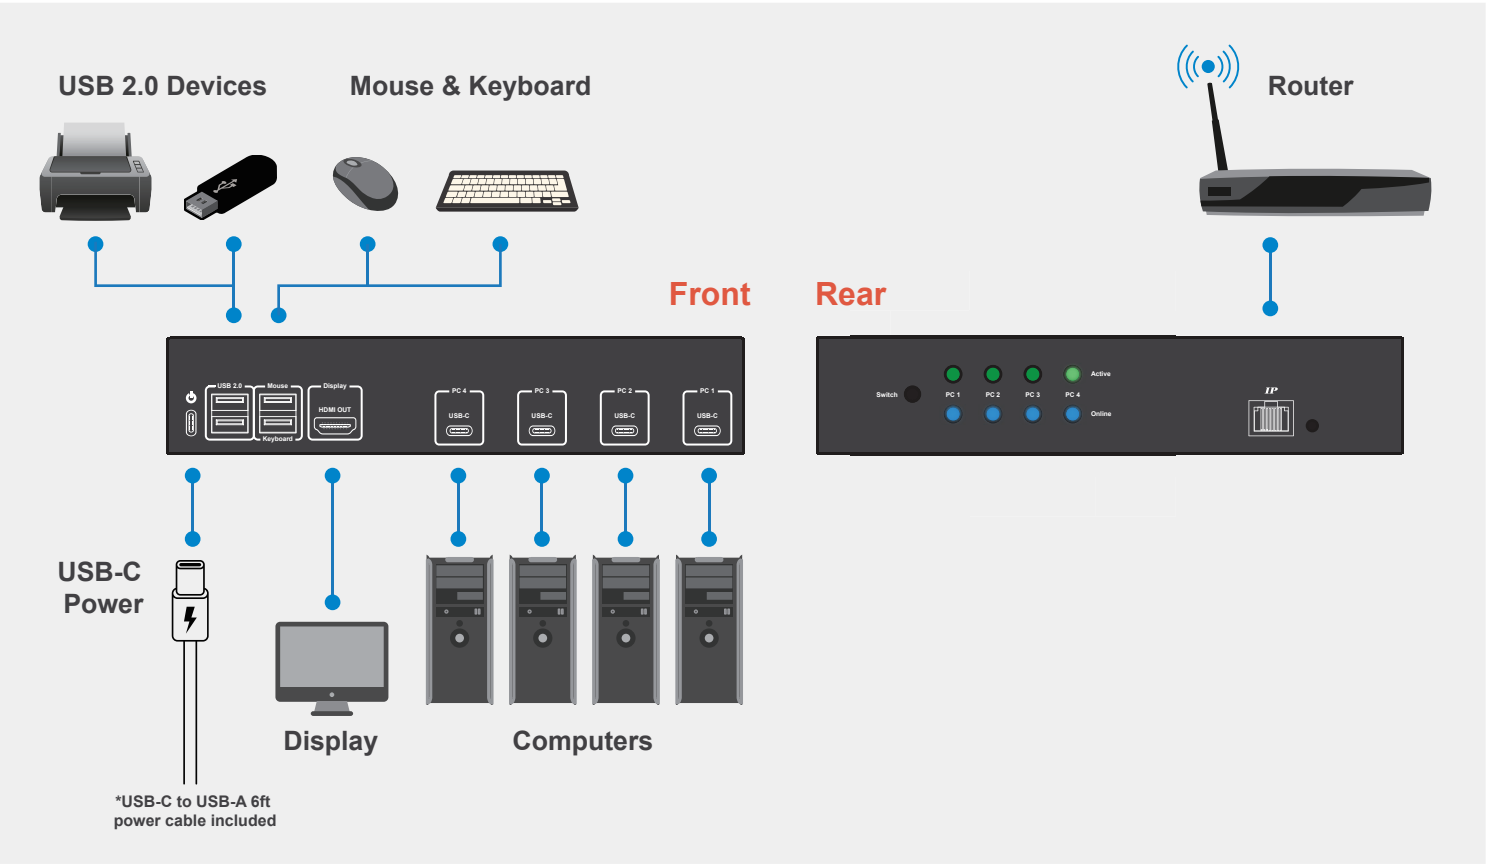 USB 2.0 Devices
Mouse & Keyboard
Router
Front
Rear
USB 2.0
Mouse
Display
HDMI OUT
Keyboard
PC 4
USB-C
PC 3
USB-C
PC 2
USB-C
PC 1
USB-C
Switch
Active
PC 1
PC 2
PC 3
PC 4
Online
IP
USB-C
Power
Display
Computers
*USB-C to USB-A 6ft
power cable included